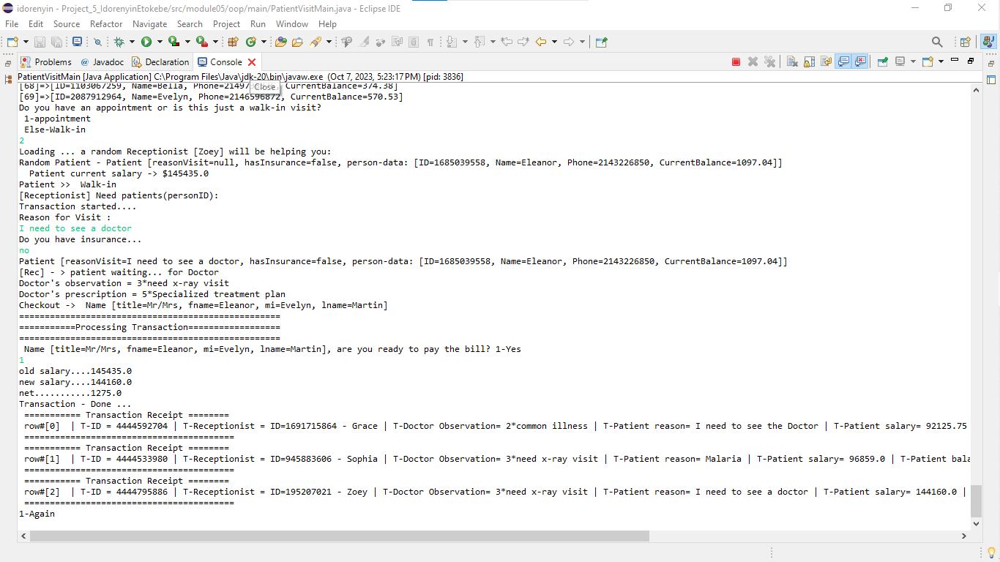 idorenyin - Project_5_IdorenyinEtokebe/src/module05/oop/main/PatientVisitMain.java - Eclipse IDE
File Edit Source Refactor Navigate Search Project Run Window Help
Problems @ Javadoc Declaration Console
PatientVisitMain [Java Application] C:\Program Files\Java\jdk-20\bin\javaw.exe (Oct 7, 2023, 5:23:17 PM) [pid: 3836]
Close
[68]=>[ID=1103067259, Name=Bella, CurrentBalance=374.38]
[69]=>[ID=2087912964, Name=Evelyn, Phone=2146596872, CurrentBalance=570.53]
Do you have an appointment or is this just a walk-in visit?
1-appointment
Else-Walk-in
2
Loading ... a random Receptionist [Zoey] will be helping you:
Random Patient - Patient [reasonVisit=null, hasInsurance=false, person-data: [ID=1685039558, Name=Eleanor, Phone=2143226850, CurrentBalance=1097.04]]
Patient current salary -> $145435.0
Patient >>  Walk-in
[Receptionist] Need patients(personID):
Transaction started....
Reason for Visit :
I need to see a doctor
Do you have insurance...
no
Patient [reasonVisit=I need to see a doctor, hasInsurance=false, person-data: [ID=1685039558, Name=Eleanor, Phone=2143226850, CurrentBalance=1097.04]]
[Rec] - > patient waiting... for Doctor
Doctor's observation = 3*need x-ray visit
Doctor's prescription = 5*Specialized treatment plan
Checkout ->  Name [title=Mr/Mrs, fname=Eleanor, mi=Evelyn, lname=Martin]
===================================================
===========Processing Transaction==================
===================================================
Name [title=Mr/Mrs, fname=Eleanor, mi=Evelyn, lname=Martin], are you ready to pay the bill? 1-Yes
1
old salary....145435.0
new salary....144160.0
net...........1275.0
Transaction - Done ...
=========== Transaction Receipt ========
row#[0]  | T-ID = 4444592704 | T-Receptionist = ID=1691715864 - Grace | T-Doctor Observation= 2*common illness | T-Patient reason= I need to see the Doctor | T-Patient salary= 92125.75
=========================================
=========== Transaction Receipt ========
row#[1]  | T-ID = 4444533980 | T-Receptionist = ID=945883606 - Sophia | T-Doctor Observation= 3*need x-ray visit | T-Patient reason= Malaria | T-Patient salary= 96859.0 | T-Patient bala
=========================================
=========== Transaction Receipt ========
row#[2]  | T-ID = 4444795886 | T-Receptionist = ID=195207021 - Zoey | T-Doctor Observation= 3*need x-ray visit | T-Patient reason= I need to see a doctor | T-Patient salary= 144160.0 |
=========================================
1-Again